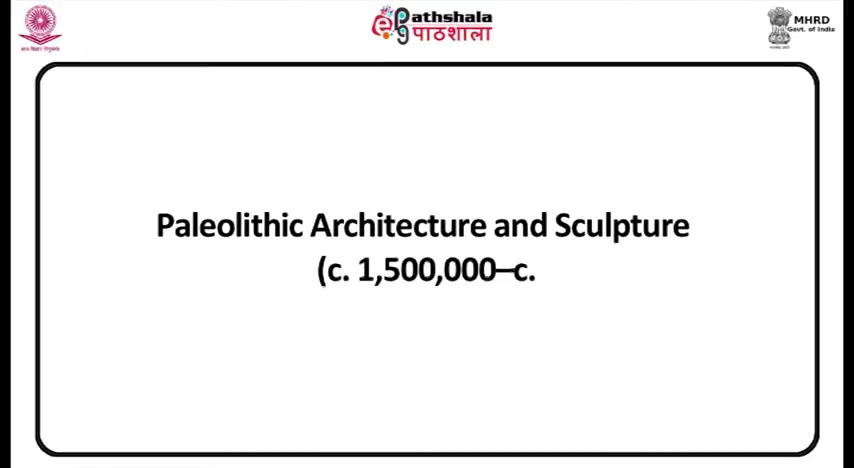 ePathshala
पाठशाला
MHRD
Govt. of India
Paleolithic Architecture and Sculpture
(c. 1,500,000–c.